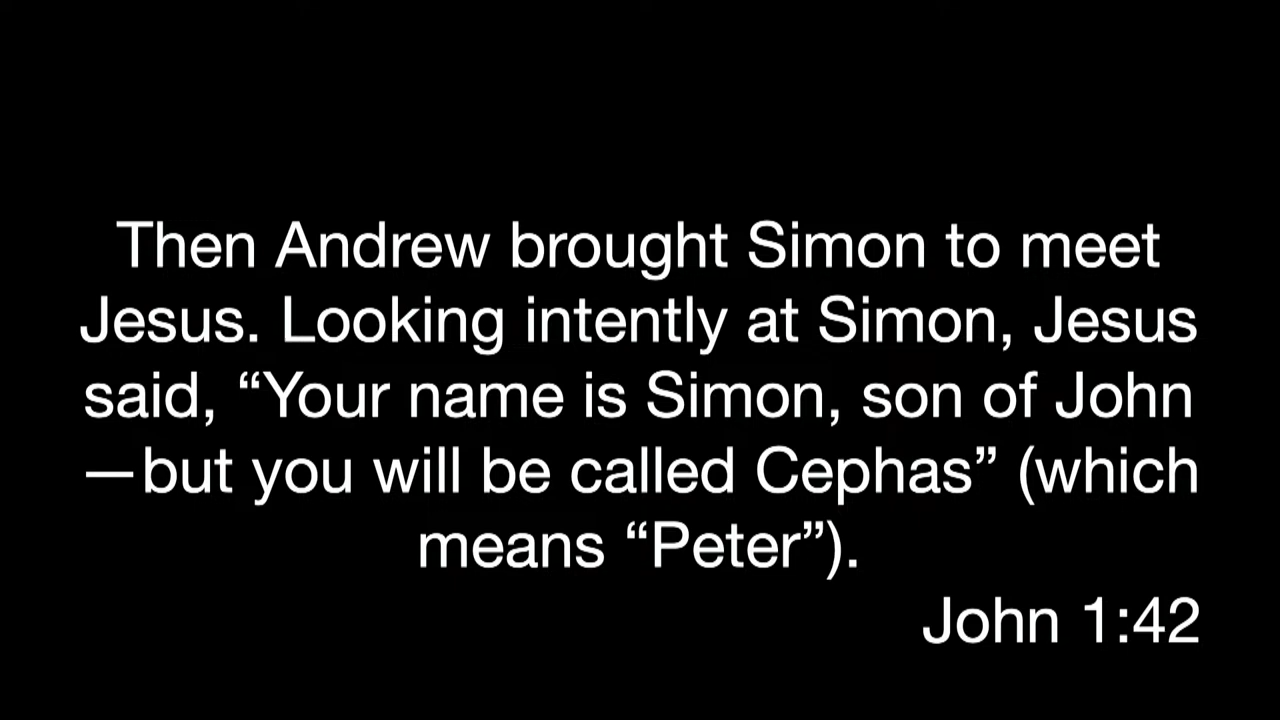 Then Andrew brought Simon to meet
Jesus. Looking intently at Simon, Jesus
said, “Your name is Simon, son of John
—but you will be called Cephas” (which
means “Peter”).
John 1:42